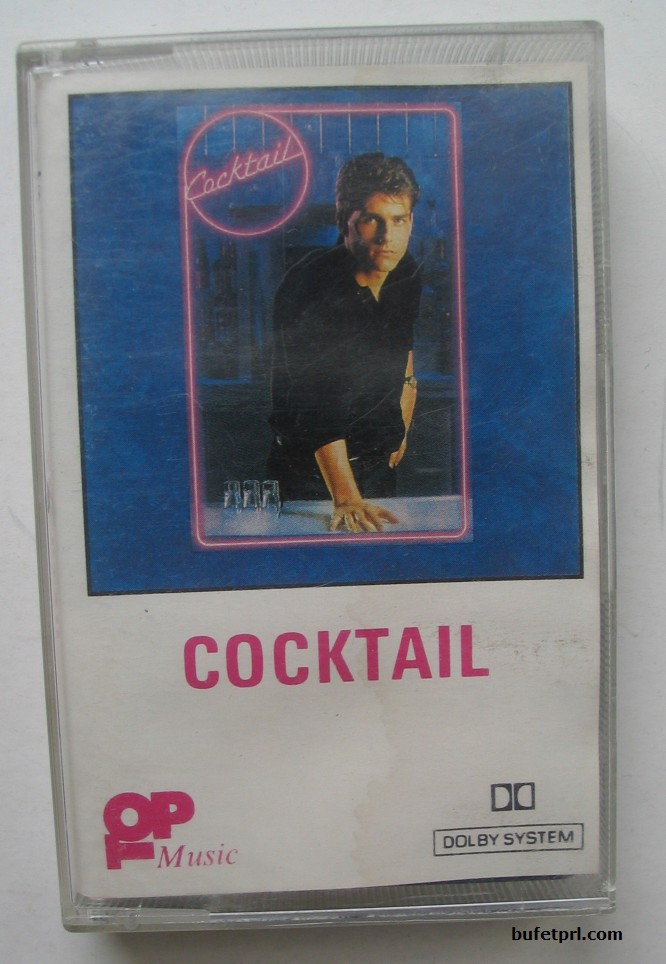 Cocktail
COCKTAIL
TOP
Music
DOLBY SYSTEM
bufetprl.com